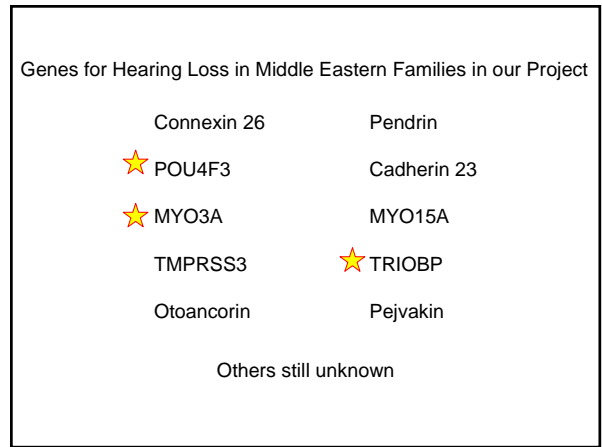 Genes for Hearing Loss in Middle Eastern Families in our Project
Connexin 26 Pendrin
POU4F3 Cadherin 23
MYO3A MYO15A
TMPRSS3 TRIOBP
Otoancorin Pejvakin
Others still unknown